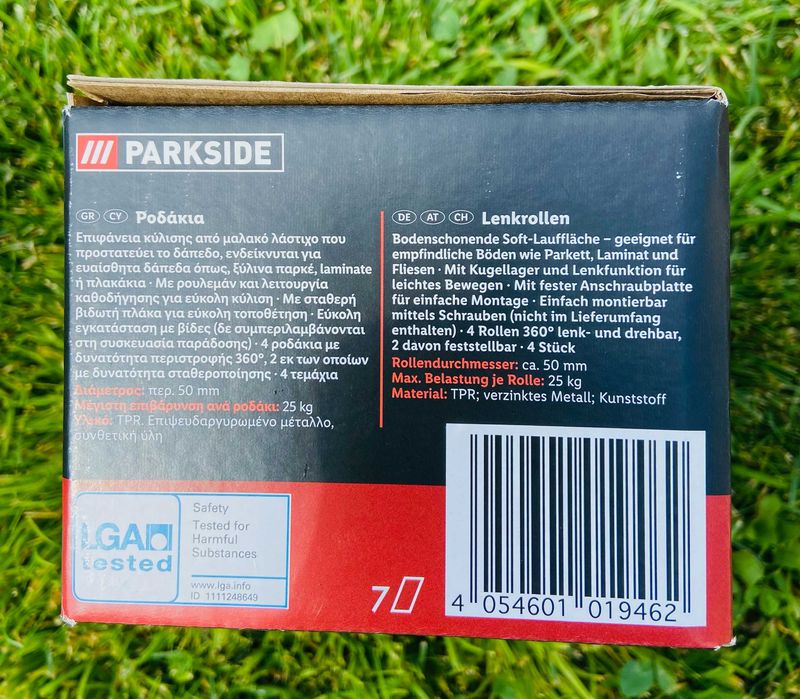 PARKSIDE
GR CY Ροδάκια
Επιφάνεια κύλισης από μαλακό λάστιχο που
προστατεύει το δάπεδο, ενδείκνυται για
ευαίσθητα δάπεδα όπως, ξύλινα παρκέ, laminate
ή πλακάκια · Με ρουλεμάν και λειτουργία
καθοδήγησης για εύκολη κύλιση · Με σταθερή
βιδωτή πλάκα για εύκολη τοποθέτηση · Εύκολη
εγκατάσταση με βίδες (δε συμπεριλαμβάνονται
στη συσκευασία παράδοσης) · 4 ροδάκια με
δυνατότητα περιστροφής 360°, 2 εκ των οποίων
με δυνατότητα σταθεροποίησης · 4 τεμάχια
Διάμετρος: περ. 50 mm
Μέγιστη επιβάρυνση ανά ροδάκι: 25 kg
Υλικό: TPR. Επιψευδαργυρωμένο μέταλλο,
συνθετική ύλη
DE AT CH Lenkrollen
Bodenschonende Soft-Lauffläche – geeignet für
empfindliche Böden wie Parkett, Laminat und
Fliesen · Mit Kugellager und Lenkfunktion für
leichtes Bewegen · Mit fester Anschraubplatte
für einfache Montage · Einfach montierbar
mittels Schrauben (nicht im Lieferumfang
enthalten) · 4 Rollen 360° lenk- und drehbar,
2 davon feststellbar · 4 Stück
Rollendurchmesser: ca. 50 mm
Max. Belastung je Rolle: 25 kg
Material: TPR; verzinktes Metall; Kunststoff
LGA
tested
Safety
Tested for
Harmful
Substances
www.lga.info
ID 1111248649
7
4 054601 019462